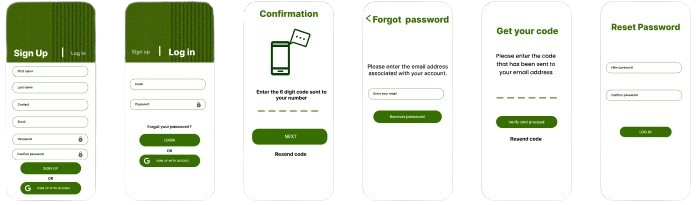 Sign Up
Log In
First name
Last name
Contact
Email
Password
Confirm password
SIGN UP
OR
G
SIGN UP WITH GOOGLE
Sign up
Log in
Email
Password
Forgot your password?
LOGIN
OR
G
SIGN UP WITH GOOGLE
Confirmation
Enter the 6 digit code sent to
your number
NEXT
Resend code
Forgot password
Please enter the email address
associated with your account.
Enter your email
Recover password
Get your code
Please enter the code
that has been sent to
your email address
Verify and proceed
Resend code
Reset Password
New password
Confirm password
LOG IN